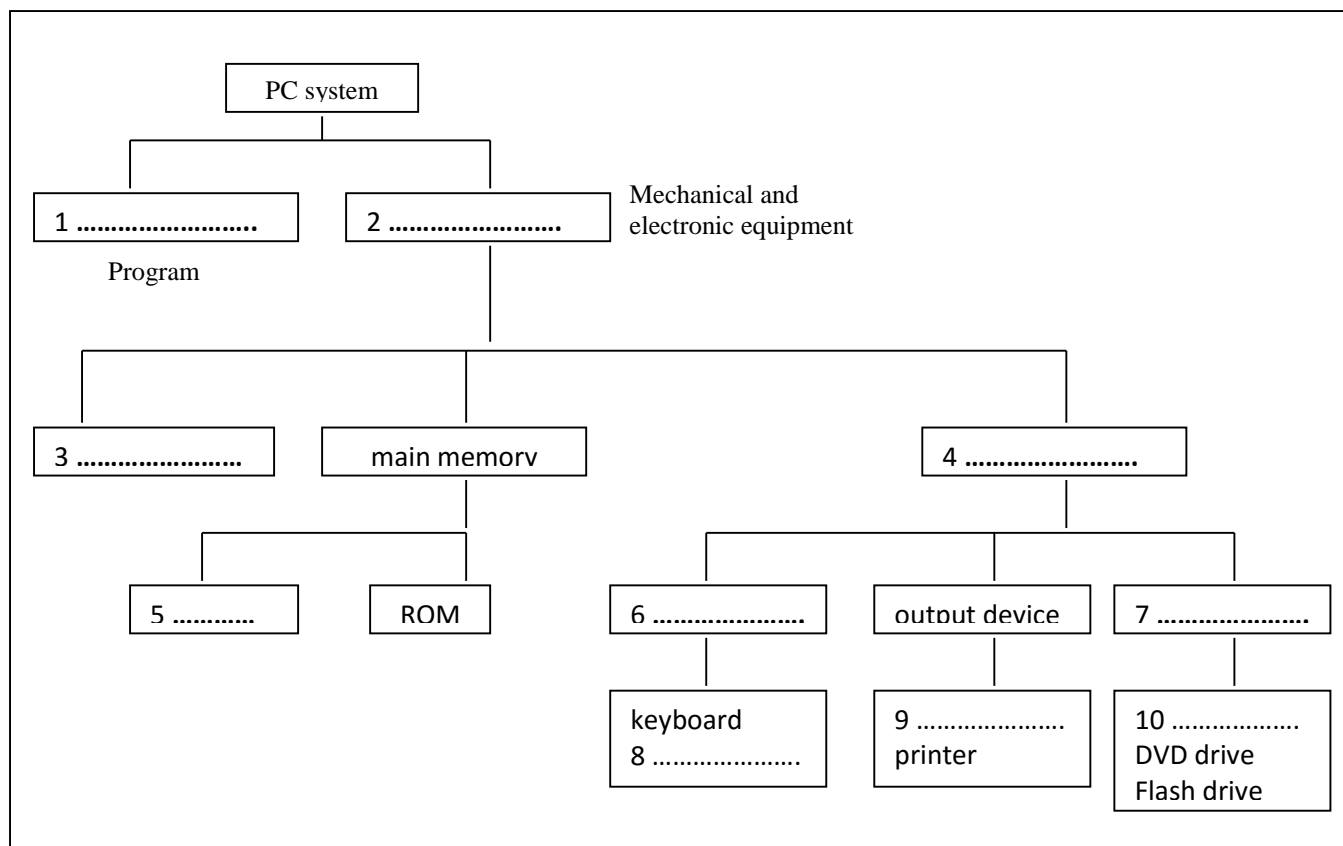 PC system
1 ……………………..
2 …………………….
Mechanical and
electronic equipment
Program
3 ……………………
main memory
4 …………………….
5 …………
ROM
6 ………………….
output device
7 ………………….
keyboard
8 ………………….
9 ………………….
printer
10 ……………….
DVD drive
Flash drive